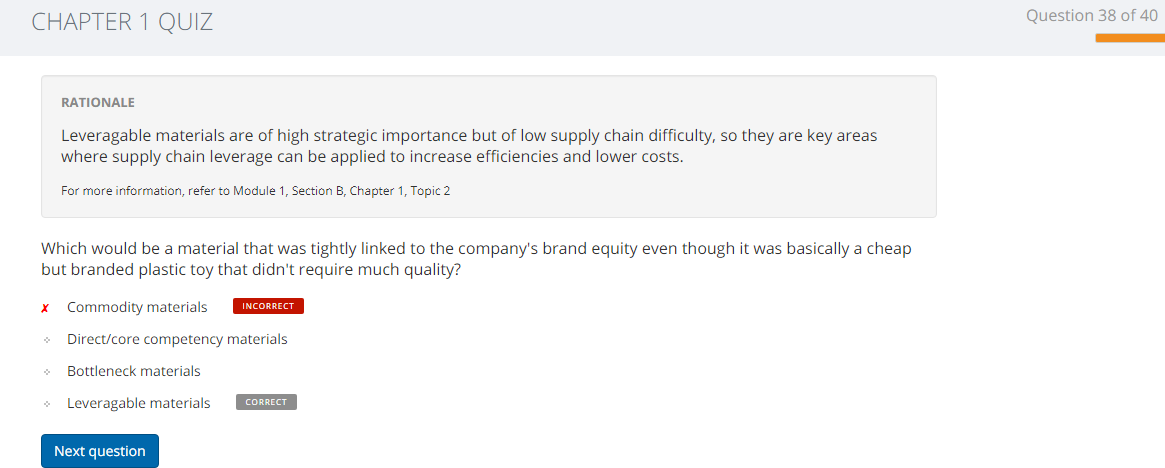 CHAPTER 1 QUIZ
Question 38 of 40
RATIONALE
Leveragable materials are of high strategic importance but of low supply chain difficulty, so they are key areas
where supply chain leverage can be applied to increase efficiencies and lower costs.
For more information, refer to Module 1, Section B, Chapter 1, Topic 2
Which would be a material that was tightly linked to the company's brand equity even though it was basically a cheap
but branded plastic toy that didn't require much quality?
✗ Commodity materials INCORRECT
Direct/core competency materials
Bottleneck materials
Leveragable materials CORRECT
Next question